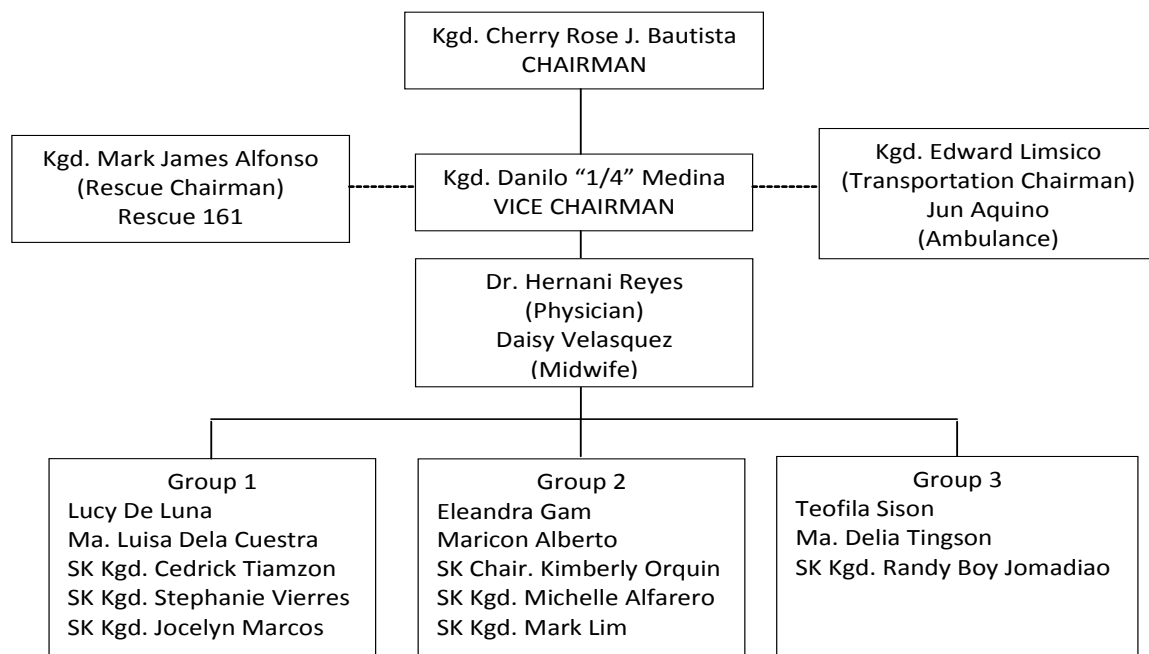 Kgd. Cherry Rose J. Bautista
CHAIRMAN
Kgd. Mark James Alfonso
(Rescue Chairman)
Rescue 161
Kgd. Danilo “1/4” Medina
VICE CHAIRMAN
Kgd. Edward Limsico
(Transportation Chairman)
Jun Aquino
(Ambulance)
Dr. Hernani Reyes
(Physician)
Daisy Velasquez
(Midwife)
Group 1
Lucy De Luna
Ma. Luisa Dela Cuestra
SK Kgd. Cedrick Tiamzon
SK Kgd. Stephanie Vierres
SK Kgd. Jocelyn Marcos
Group 2
Eleandra Gam
Maricon Alberto
SK Chair. Kimberly Orquin
SK Kgd. Michelle Alfarero
SK Kgd. Mark Lim
Group 3
Teofila Sison
Ma. Delia Tingson
SK Kgd. Randy Boy Jomadiao